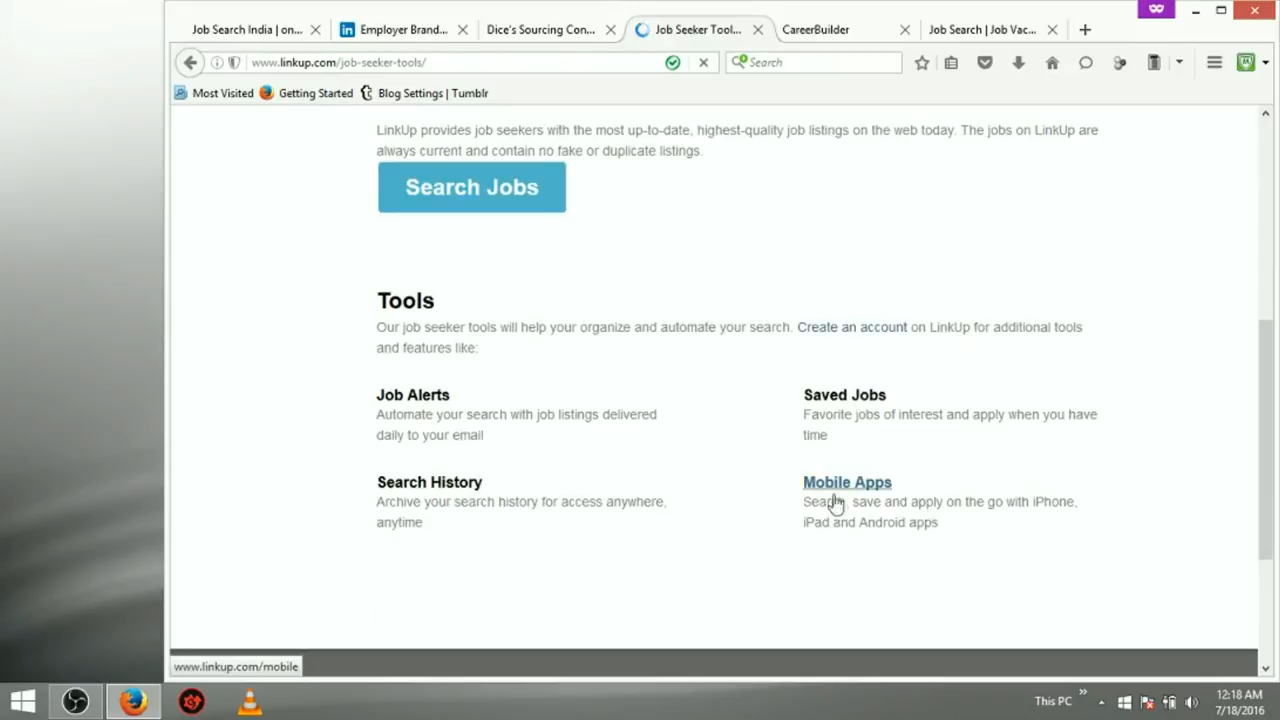 Job Search India | on...
Employer Brand...
Dice's Sourcing Con...
Job Seeker Tool...
CareerBuilder
Job Search | Job Vac...
www.linkup.com/job-seeker-tools/
Search
Most Visited
Getting Started
Blog Settings | Tumblr
LinkUp provides job seekers with the most up-to-date, highest-quality job listings on the web today. The jobs on LinkUp are
always current and contain no fake or duplicate listings.
Search Jobs
Tools
Our job seeker tools will help your organize and automate your search. Create an account on LinkUp for additional tools
and features like:
Job Alerts
Automate your search with job listings delivered
daily to your email
Saved Jobs
Favorite jobs of interest and apply when you have
time
Search History
Archive your search history for access anywhere,
anytime
Mobile Apps
Search, save and apply on the go with iPhone,
iPad and Android apps
www.linkup.com/mobile
This PC
12:18 AM
7/18/2016